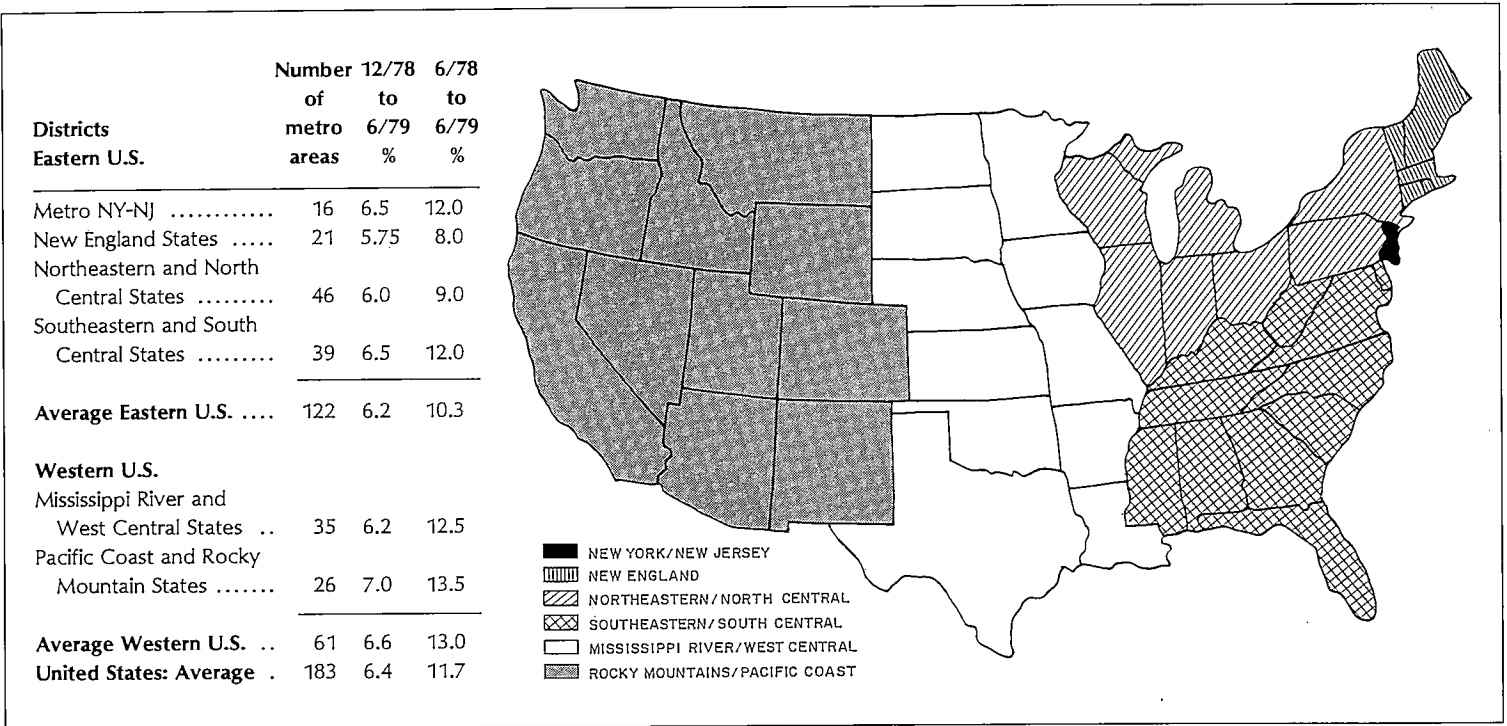 Number 12/78 6/78
of to to
Districts metro 6/79 6/79
Eastern U.S. areas % %
Metro NY-NJ ............ 16 6.5 12.0
New England States ..... 21 5.75 8.0
Northeastern and North
Central States ......... 46 6.0 9.0
Southeastern and South
Central States ......... 39 6.5 12.0
Average Eastern U.S. .... 122 6.2 10.3
Western U.S.
Mississippi River and
West Central States .. 35 6.2 12.5
Pacific Coast and Rocky
Mountain States ....... 26 7.0 13.5
Average Western U.S. .. 61 6.6 13.0
United States: Average . 183 6.4 11.7
NEW YORK/NEW JERSEY
NEW ENGLAND
NORTHEASTERN/NORTH CENTRAL
SOUTHEASTERN/SOUTH CENTRAL
MISSISSIPPI RIVER/WEST CENTRAL
ROCKY MOUNTAINS/PACIFIC COAST